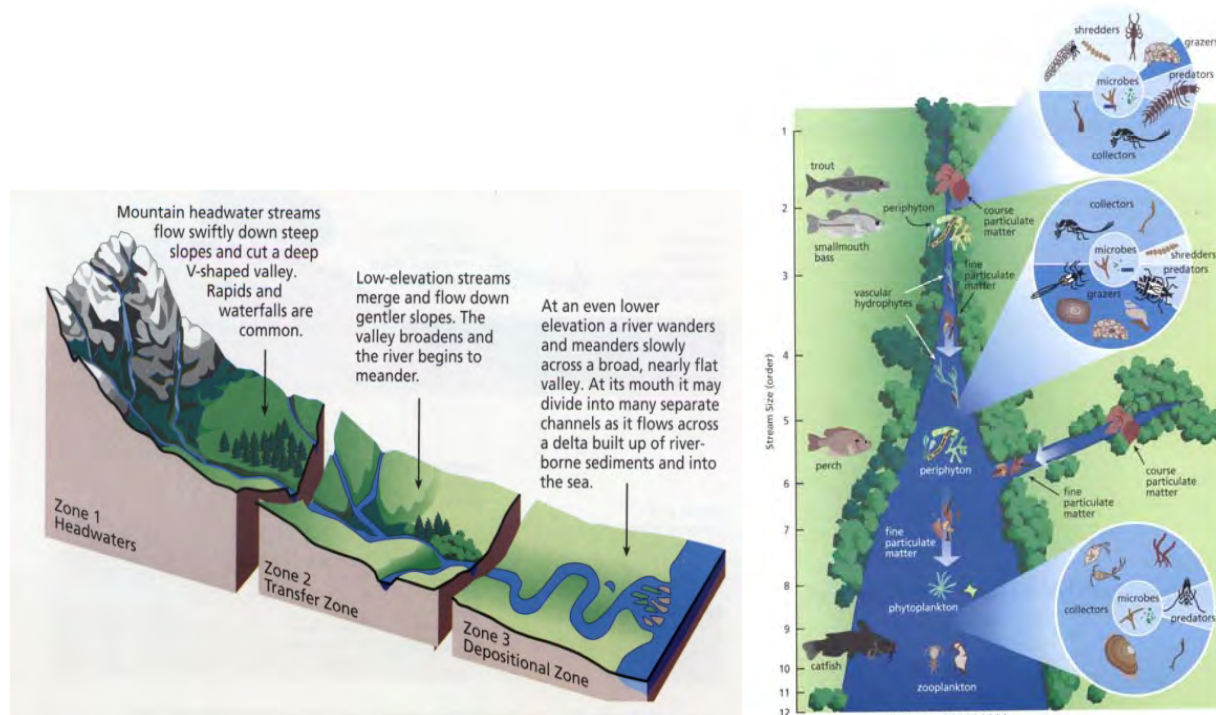 Mountain headwater streams
flow swiftly down steep
slopes and cut a deep
V-shaped valley.
Rapids and
waterfalls are
common.
Low-elevation streams
merge and flow down
gentler slopes. The
valley broadens and
the river begins to
meander.
At an even lower
elevation a river wanders
and meanders slowly
across a broad, nearly flat
valley. At its mouth it may
divide into many separate
channels as it flows across
a delta built up of river-
borne sediments and into
the sea.
Zone 1
Headwaters
Zone 2
Transfer Zone
Zone 3
Depositional Zone
Stream Size (order)
1
2
3
4
5
6
7
8
9
10
11
12
shredders
grazers
predators
microbes
collectors
trout
smallmouth
bass
periphyton
course
particulate
matter
fine
particulate
matter
vascular
hydrophytes
collectors
microbes
shredders
predators
grazers
perch
periphyton
course
particulate
matter
fine
particulate
matter
fine
particulate
matter
phytoplankton
collectors
microbes
predators
catfish
zooplankton